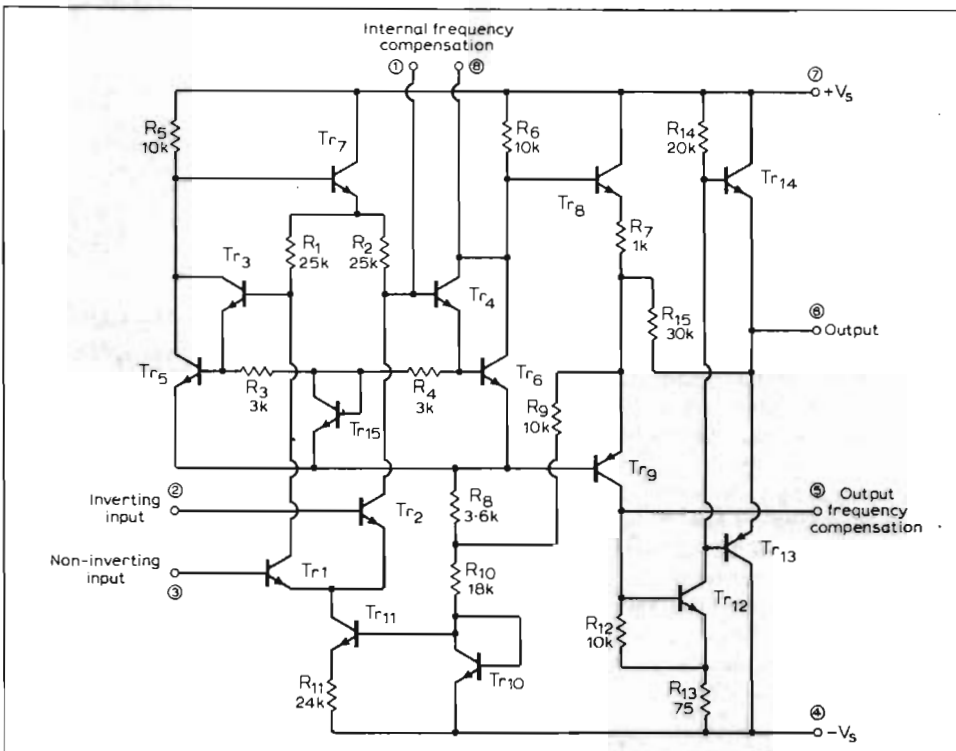 Internal frequency
compensation
① ⑧
⑦
+Vs
R5
10k
Tr7
R6
10k
R14
20k
Tr14
Tr8
R1
25k
R2
25k
R7
1k
Tr3
Tr4
⑥
Output
R15
30k
Tr5
R3
3k
R4
3k
Tr6
Tr15
R9
10k
Tr9
② Inverting
input
Tr2
R8
3·6k
⑤ Output
frequency
compensation
Tr13
Non-inverting
input
③
Tr1
R10
18k
Tr11
Tr12
R12
10k
R11
24k
Tr10
R13
75
④
-Vs